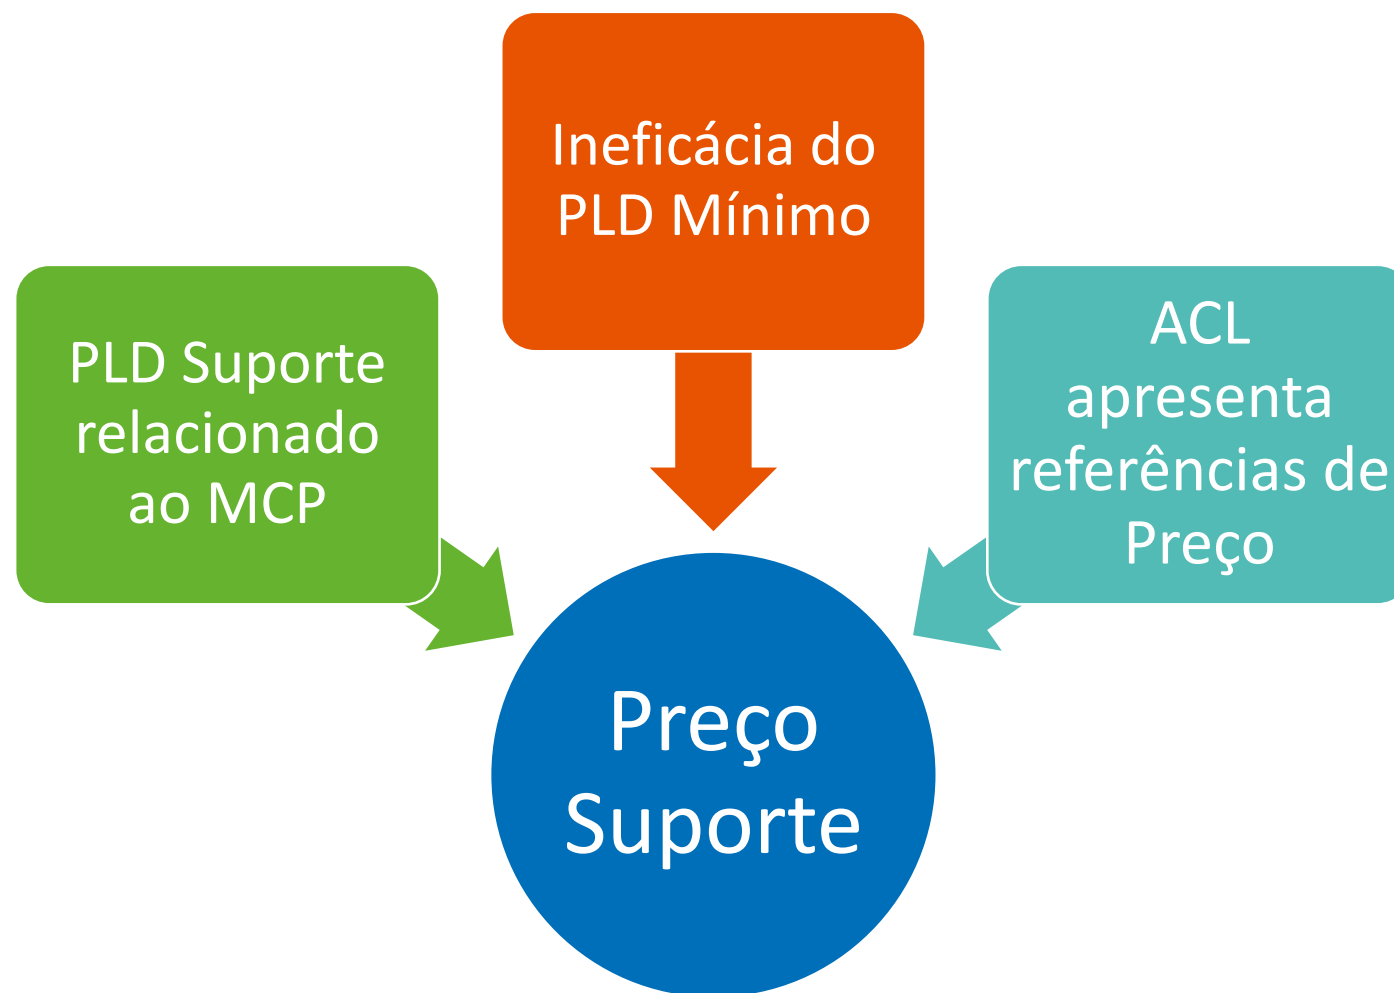 Ineficácia do
PLD Mínimo
PLD Suporte
relacionado
ao MCP
ACL
apresenta
referências de
Preço
Preço
Suporte